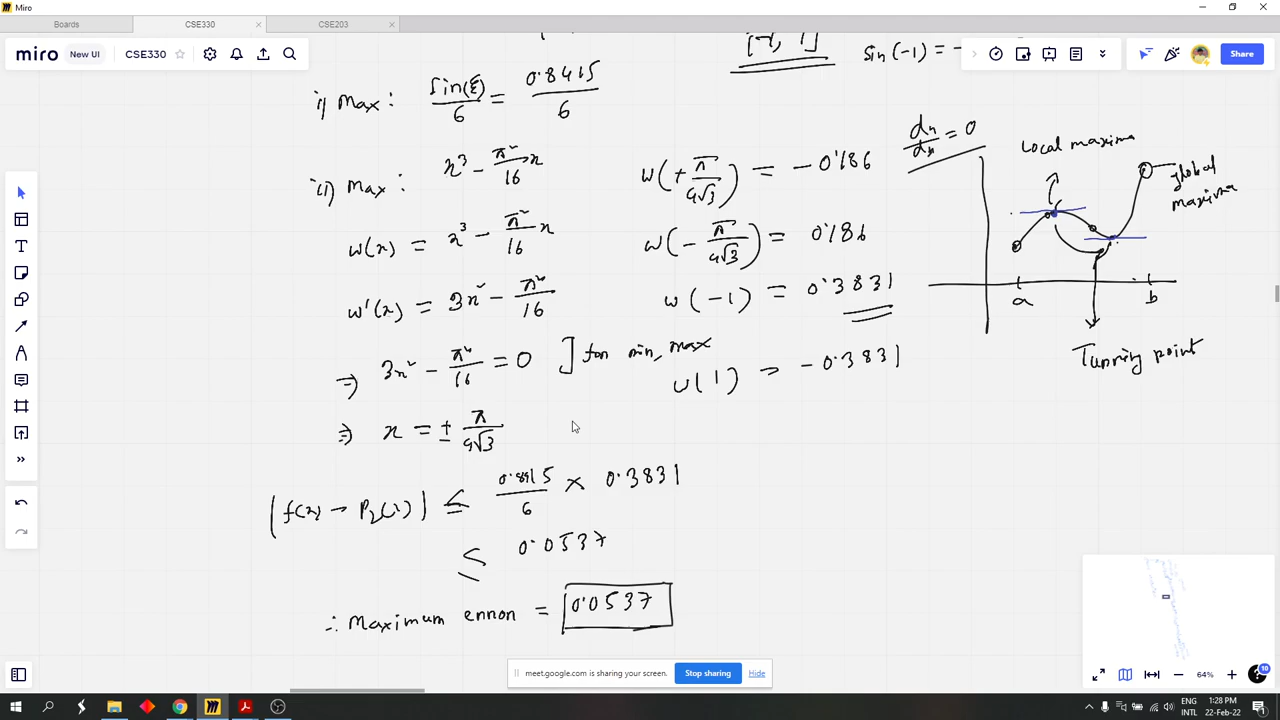 Miro
Boards
CSE330
CSE203
miro
New UI
CSE330
Share
[-1, 1]
sin(-1) = -
i) Max : sin(ξ)/6 = 0.8415/6
ii) Max : x³ - π²/16 x
w(x) = x³ - π²/16 x
w'(x) = 3x² - π²/16
⇒ 3x² - π²/16 = 0 ] for min, max
⇒ x = ± π/4√3
|f(x) - P₂(x)| ≤ 0.8415/6 × 0.3831
≤ 0.0537
∴ Maximum error = 0.0537
w(+π/4√3) = -0.186
w(-π/4√3) = 0.186
w(-1) = 0.3831
w(1) = -0.3831
= 0
Local maxima
global
maxima
a
b
Turning point
meet.google.com is sharing your screen.
Stop sharing
Hide
64%
10
1:28 PM
INTL
22-Feb-22
1